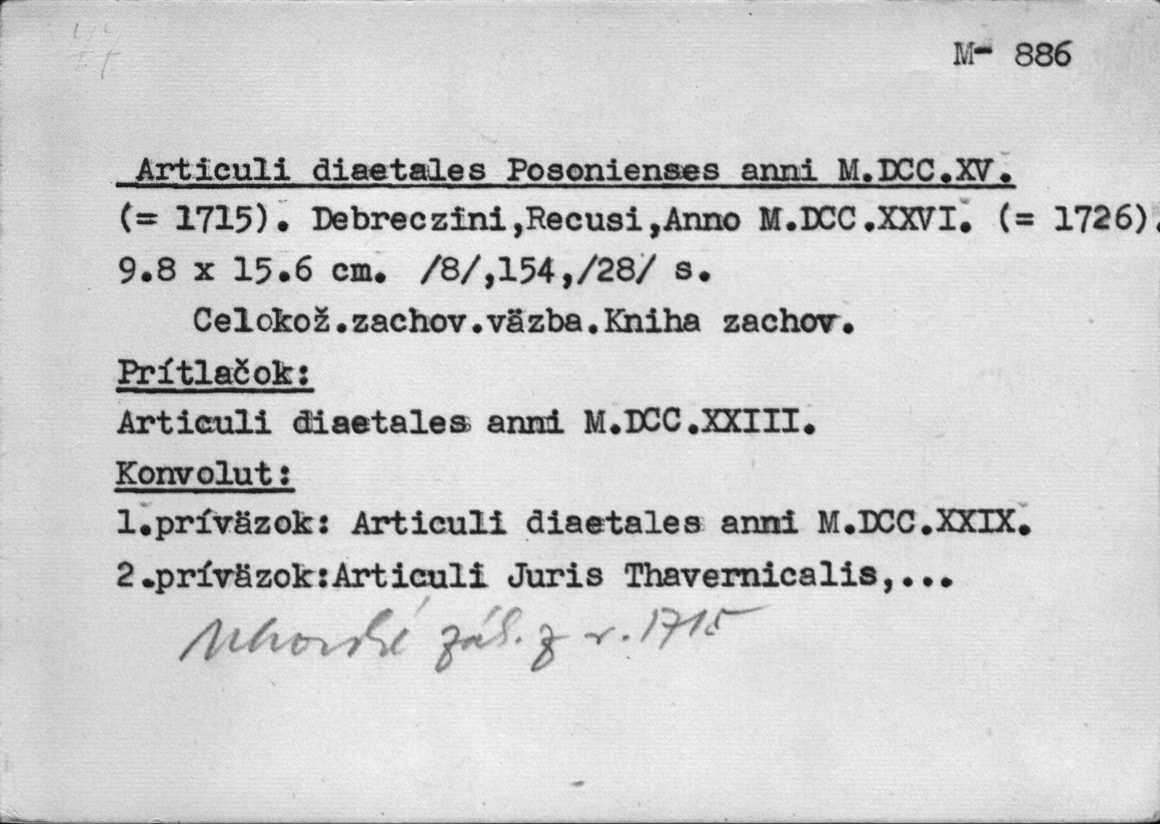 M- 886
Articuli diaetales Posonienses anni M.DCC.XV.
(= 1715). Debreczini,Recusi,Anno M.DCC.XXVI. (= 1726).
9.8 x 15.6 cm. /8/,154,/28/ s.
Celokož.zachov.väzba.Kniha zachov.
Prítlačok:
Articuli diaetales anni M.DCC.XXIII.
Konvolut:
1.príväzok: Articuli diaetales anni M.DCC.XXIX.
2.príväzok:Articuli Juris Thavernicalis,...
Uhorské zák. z r. 1715